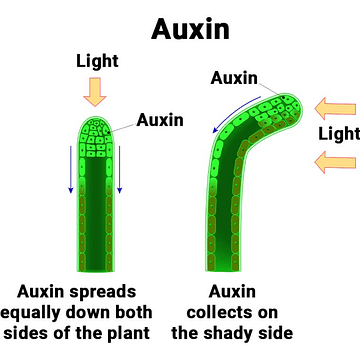 Auxin
Light
Auxin
Auxin
Light
Auxin spreads
equally down both
sides of the plant
Auxin
collects on
the shady side